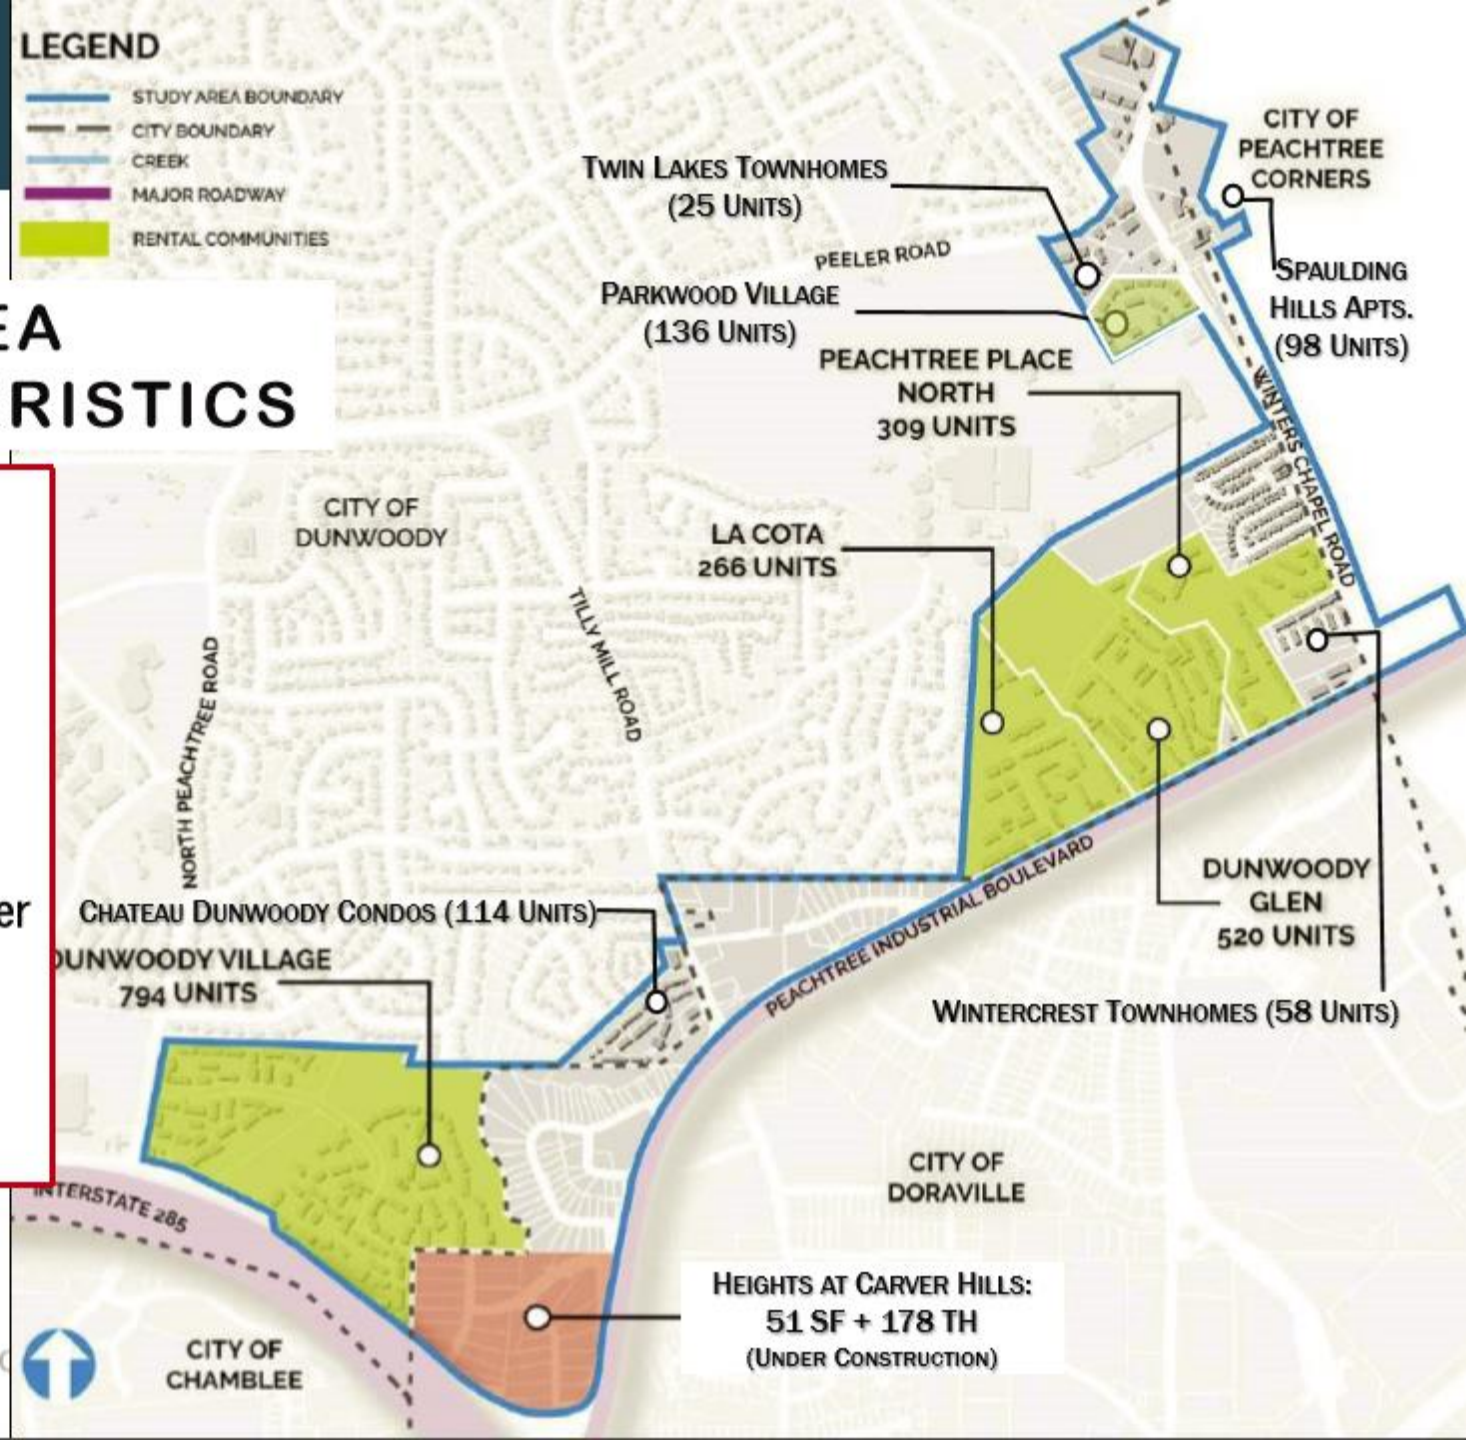 LEGEND
STUDY AREA BOUNDARY
CITY BOUNDARY
CREEK
MAJOR ROADWAY
RENTAL COMMUNITIES
EA
RISTICS
er
CITY OF
PEACHTREE
CORNERS
TWIN LAKES TOWNHOMES
(25 UNITS)
PEELER ROAD
SPAULDING
HILLS APTS.
(98 UNITS)
PARKWOOD VILLAGE
(136 UNITS)
PEACHTREE PLACE
NORTH
309 UNITS
WINTERS CHAPEL ROAD
CITY OF
DUNWOODY
LA COTA
266 UNITS
TILLY MILL ROAD
NORTH PEACHTREE ROAD
DUNWOODY
GLEN
520 UNITS
PEACHTREE INDUSTRIAL BOULEVARD
CHATEAU DUNWOODY CONDOS (114 UNITS)
DUNWOODY VILLAGE
794 UNITS
WINTERCREST TOWNHOMES (58 UNITS)
CITY OF
DORAVILLE
INTERSTATE 285
HEIGHTS AT CARVER HILLS:
51 SF + 178 TH
(UNDER CONSTRUCTION)
CITY OF
CHAMBLEE